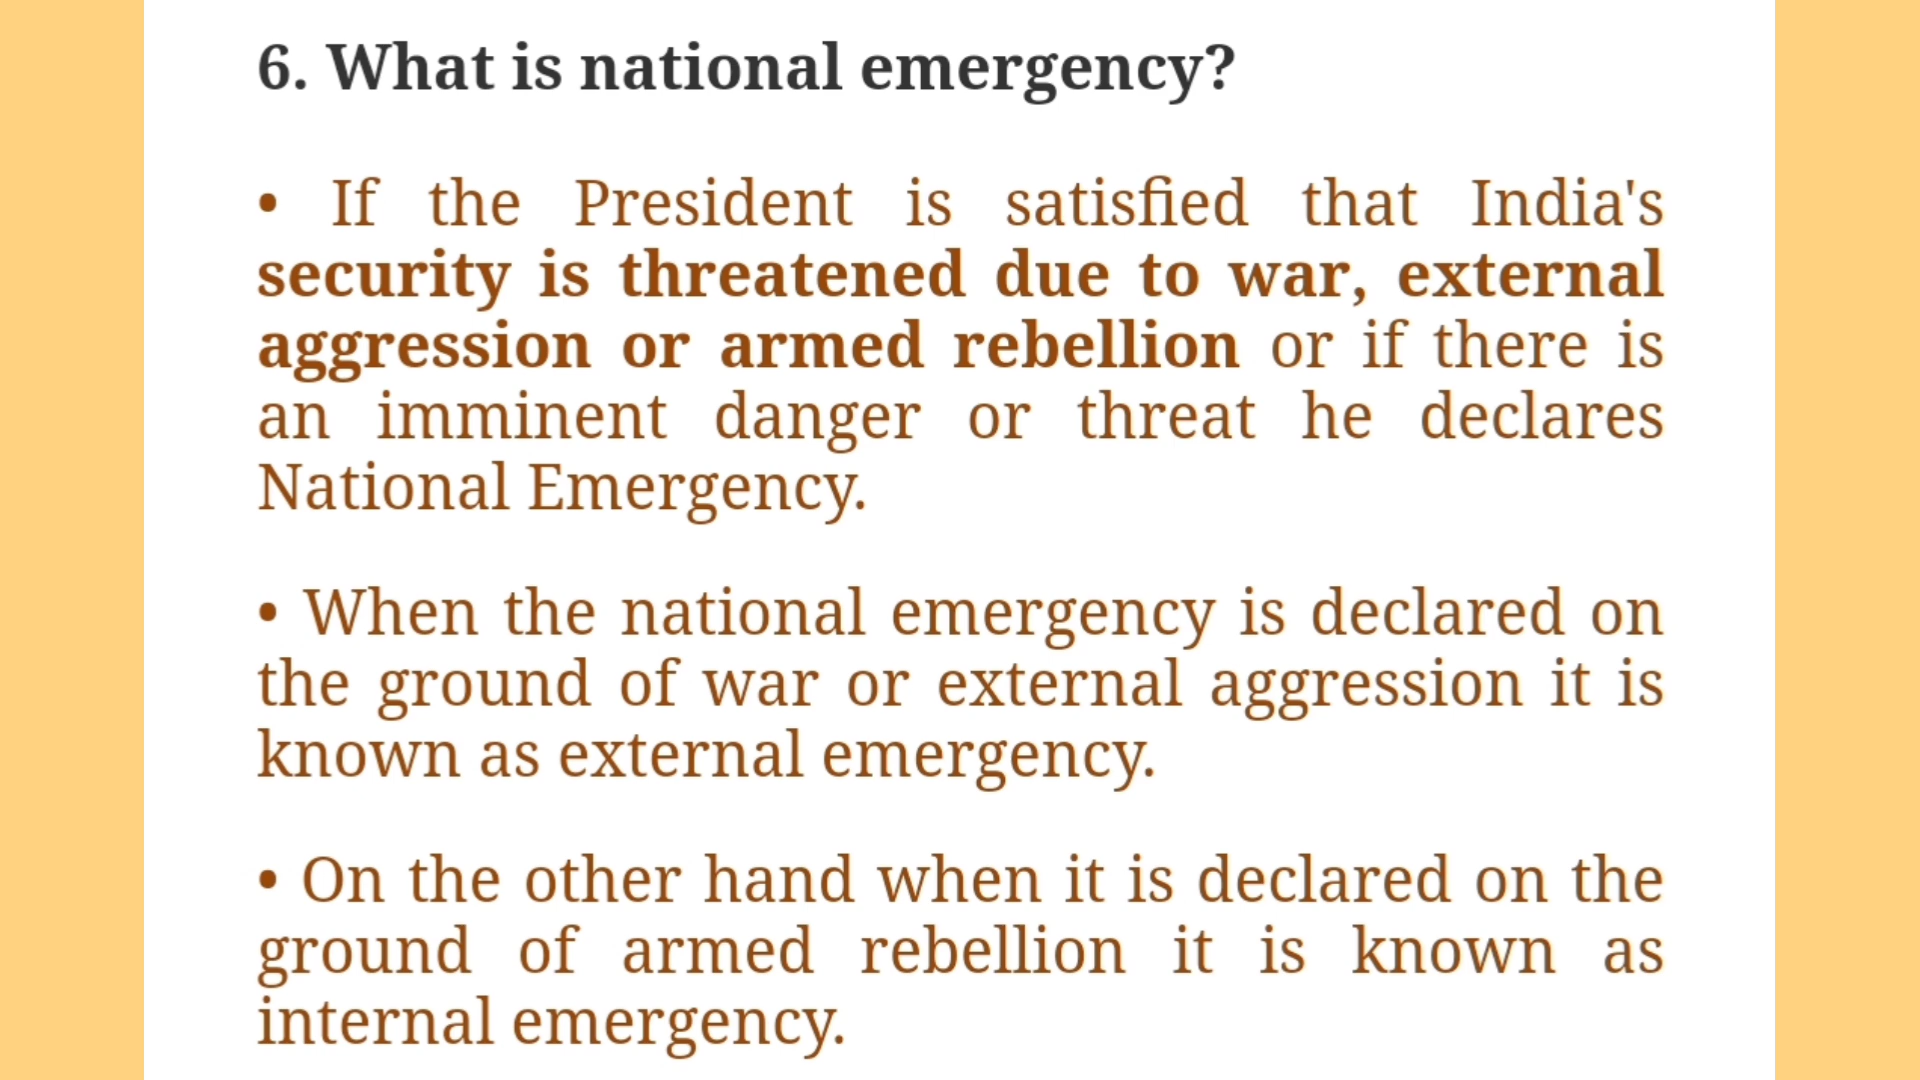 6. What is national emergency?
• If the President is satisfied that India's
security is threatened due to war, external
aggression or armed rebellion or if there is
an imminent danger or threat he declares
National Emergency.
• When the national emergency is declared on
the ground of war or external aggression it is
known as external emergency.
• On the other hand when it is declared on the
ground of armed rebellion it is known as
internal emergency.